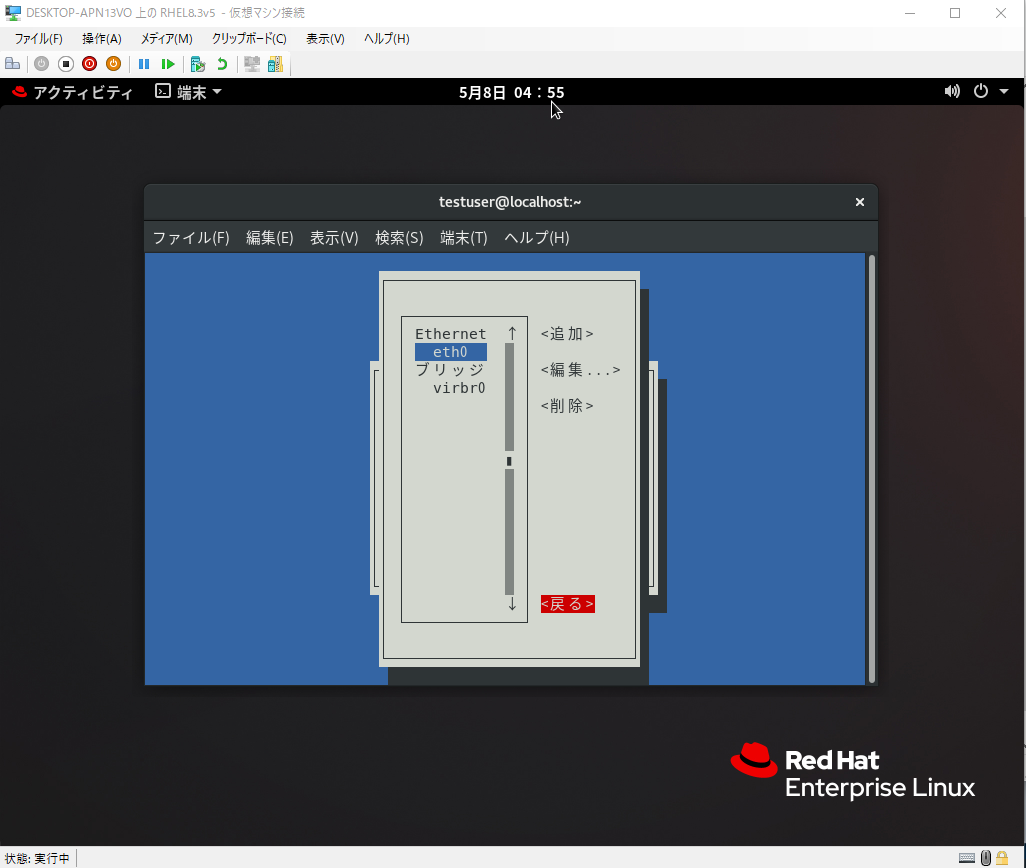 DESKTOP-APN13VO 上の RHEL8.3v5 - 仮想マシン接続
ファイル(F) 操作(A) メディア(M) クリップボード(C) 表示(V) ヘルプ(H)
アクティビティ 端末 5月8日 04：55
testuser@localhost:~
ファイル(F) 編集(E) 表示(V) 検索(S) 端末(T) ヘルプ(H)
Ethernet ↑ <追加>
eth0
ブリッジ <編集...>
virbr0
<削除>
↓ <戻る>
Red Hat
Enterprise Linux
状態: 実行中